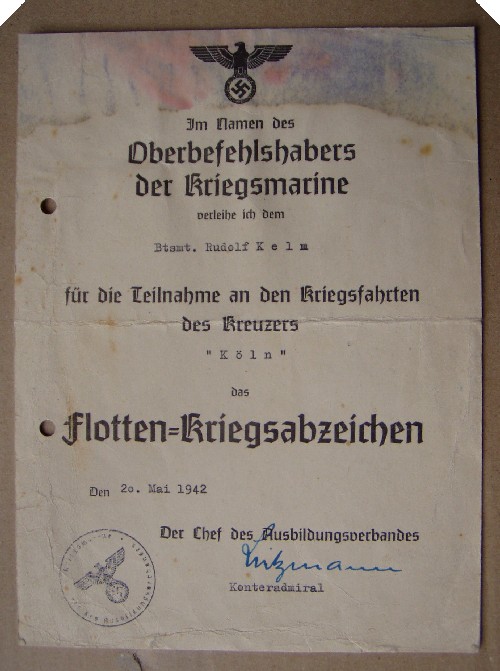 Im Namen des
Oberbefehlshabers
der Kriegsmarine
verleihe ich dem
Btsmt. Rudolf K e l m
für die Teilnahme an den Kriegsfahrten
des Kreuzers
" K ö l n "
das
Flotten=Kriegsabzeichen
Den 20. Mai 1942
Der Chef des Ausbildungsverbandes
Konteradmiral